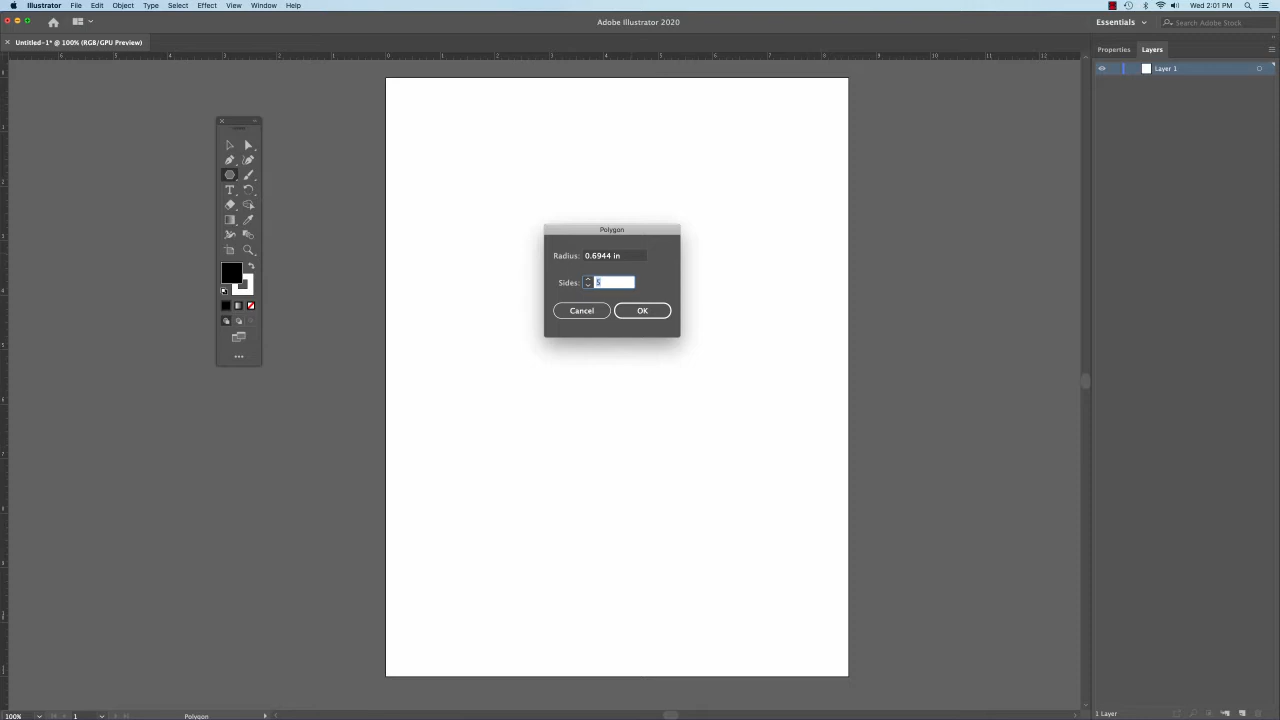 Illustrator File Edit Object Type Select Effect View Window Help
Wed 2:01 PM
Adobe Illustrator 2020
Essentials
Search Adobe Stock
Untitled-1* @ 100% (RGB/GPU Preview)
Properties Layers
Layer 1
Polygon
Radius: 0.6944 in
Sides: 5
Cancel OK
100% 1 Polygon
1 Layer